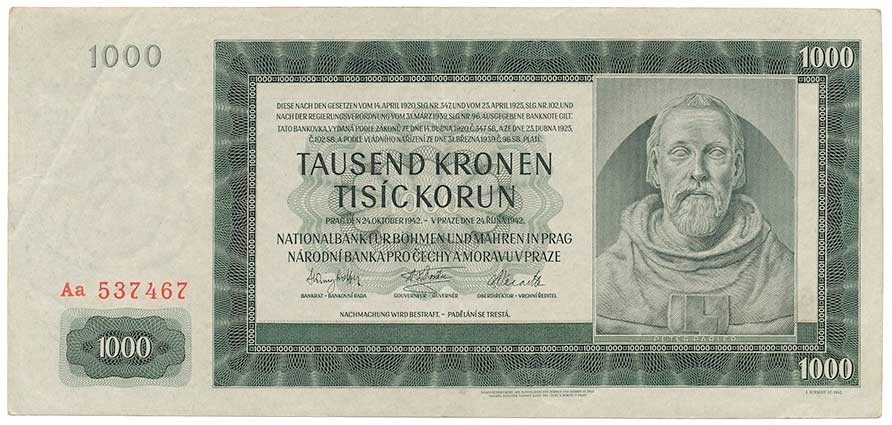 1000
1000
DIESE NACH DEN GESETZEN VOM 14. APRIL 1920, SLG. NR. 347, UND VOM 23. APRIL 1925, SLG. NR. 102, UND
NACH DER REGIERUNGSVERORDNUNG VOM 31. MÄRZ 1939, SLG. NR. 96, AUSGEGEBENE BANKNOTE GILT.
TATO BANKOVKA, VYDANÁ PODLE ZÁKONŮ ZE DNE 14. DUBNA 1920, Č. 347 SB., A ZE DNE 23. DUBNA 1925,
Č. 102 SB., A PODLE VLÁDNÍHO NAŘÍZENÍ ZE DNE 31. BŘEZNA 1939, Č. 96 SB., PLATÍ:
TAUSEND KRONEN
TISÍC KORUN
PRAG, DEN 24. OKTOBER 1942. – V PRAZE DNE 24. ŘÍJNA 1942.
NATIONALBANK FÜR BÖHMEN UND MÄHREN IN PRAG
NÁRODNÍ BANKA PRO ČECHY A MORAVU V PRAZE
BANKRAT – BANKOVNÍ RADA
GOUVERNEUR – GUVERNÉR
OBERDIREKTOR – VRCHNÍ ŘEDITEL
NACHMACHUNG WIRD BESTRAFT. – PADĚLÁNÍ SE TRESTÁ.
Aa 537467
1000
1000